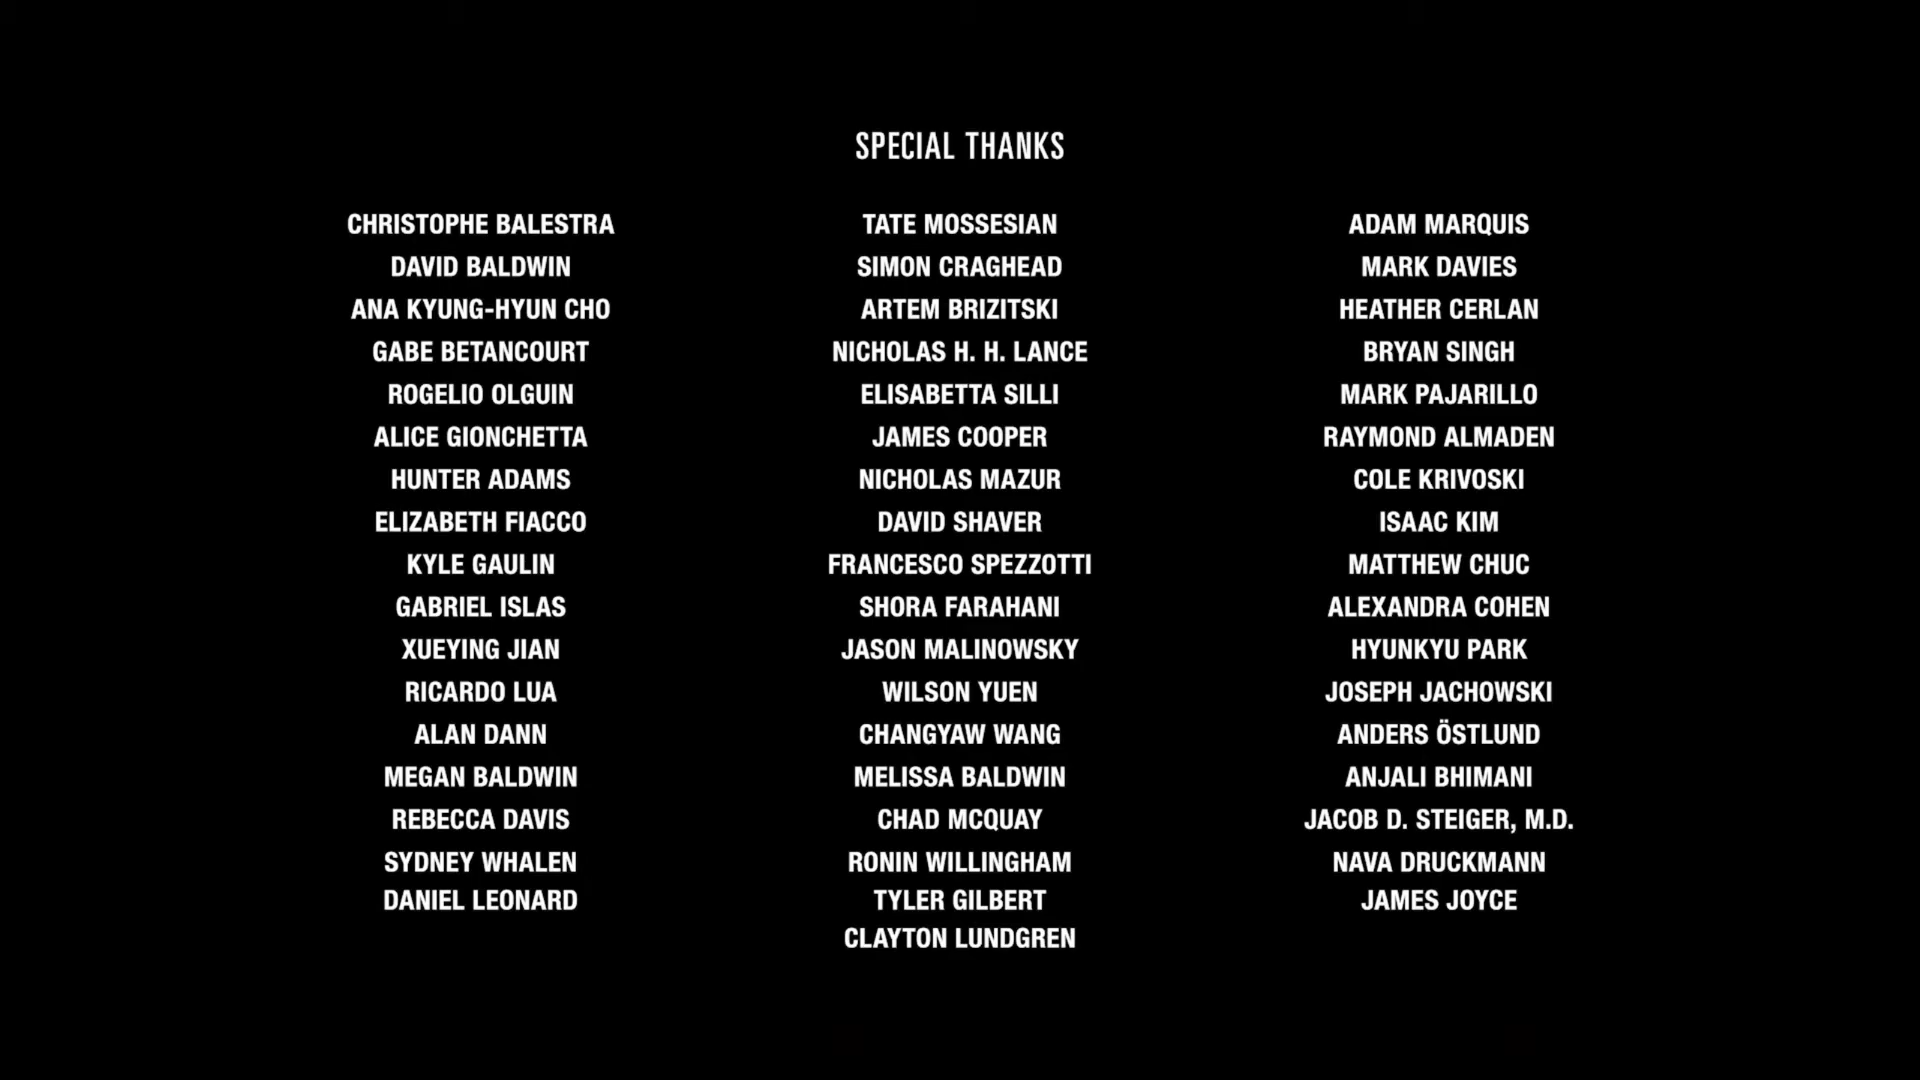 SPECIAL THANKS
CHRISTOPHE BALESTRA
DAVID BALDWIN
ANA KYUNG-HYUN CHO
GABE BETANCOURT
ROGELIO OLGUIN
ALICE GIONCHETTA
HUNTER ADAMS
ELIZABETH FIACCO
KYLE GAULIN
GABRIEL ISLAS
XUEYING JIAN
RICARDO LUA
ALAN DANN
MEGAN BALDWIN
REBECCA DAVIS
SYDNEY WHALEN
DANIEL LEONARD
TATE MOSSESIAN
SIMON CRAGHEAD
ARTEM BRIZITSKI
NICHOLAS H. H. LANCE
ELISABETTA SILLI
JAMES COOPER
NICHOLAS MAZUR
DAVID SHAVER
FRANCESCO SPEZZOTTI
SHORA FARAHANI
JASON MALINOWSKY
WILSON YUEN
CHANGYAW WANG
MELISSA BALDWIN
CHAD MCQUAY
RONIN WILLINGHAM
TYLER GILBERT
CLAYTON LUNDGREN
ADAM MARQUIS
MARK DAVIES
HEATHER CERLAN
BRYAN SINGH
MARK PAJARILLO
RAYMOND ALMADEN
COLE KRIVOSKI
ISAAC KIM
MATTHEW CHUC
ALEXANDRA COHEN
HYUNKYU PARK
JOSEPH JACHOWSKI
ANDERS ÖSTLUND
ANJALI BHIMANI
JACOB D. STEIGER, M.D.
NAVA DRUCKMANN
JAMES JOYCE